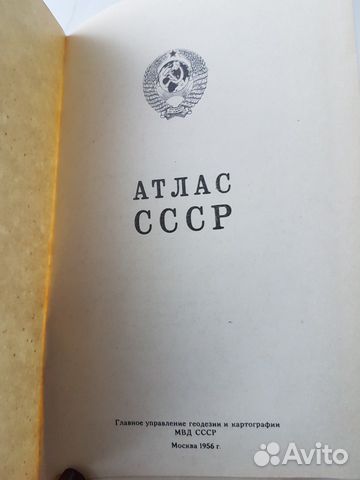 АТЛАС
СССР
Главное управление геодезии и картографии
МВД СССР
Москва 1956 г.
Avito